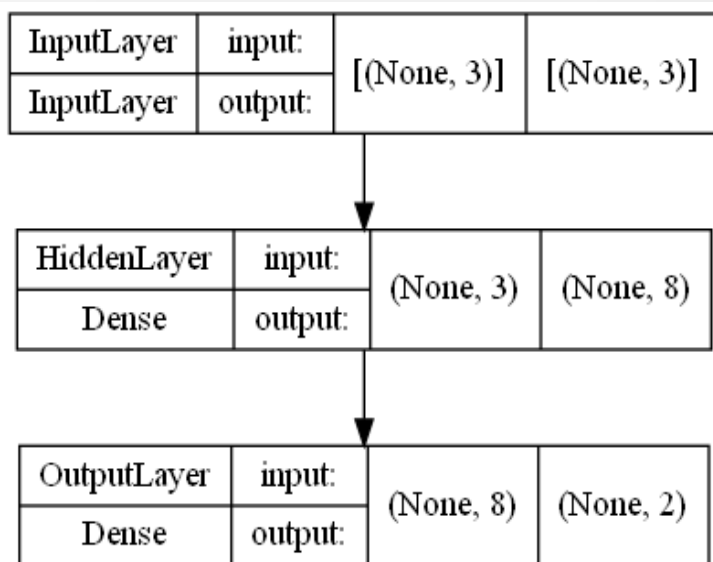 InputLayer input: [(None, 3)] [(None, 3)]
InputLayer output:
HiddenLayer input: (None, 3) (None, 8)
Dense output:
OutputLayer input: (None, 8) (None, 2)
Dense output: